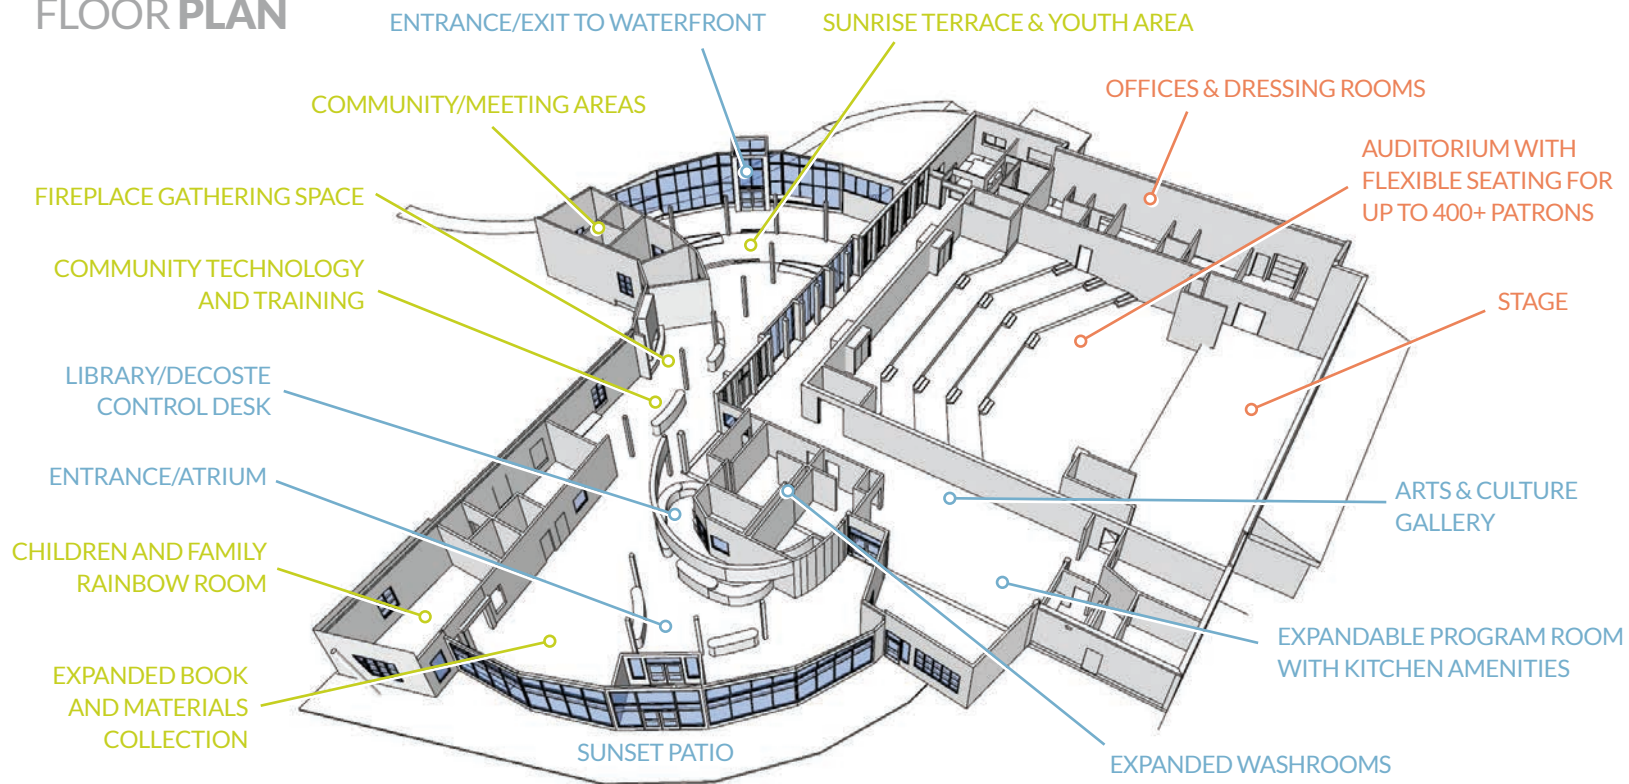 FLOOR PLAN
ENTRANCE/EXIT TO WATERFRONT
SUNRISE TERRACE & YOUTH AREA
COMMUNITY/MEETING AREAS
OFFICES & DRESSING ROOMS
AUDITORIUM WITH
FLEXIBLE SEATING FOR
UP TO 400+ PATRONS
FIREPLACE GATHERING SPACE
COMMUNITY TECHNOLOGY
AND TRAINING
STAGE
LIBRARY/DECOSTE
CONTROL DESK
ENTRANCE/ATRIUM
ARTS & CULTURE
GALLERY
CHILDREN AND FAMILY
RAINBOW ROOM
EXPANDABLE PROGRAM ROOM
WITH KITCHEN AMENITIES
EXPANDED BOOK
AND MATERIALS
COLLECTION
SUNSET PATIO
EXPANDED WASHROOMS